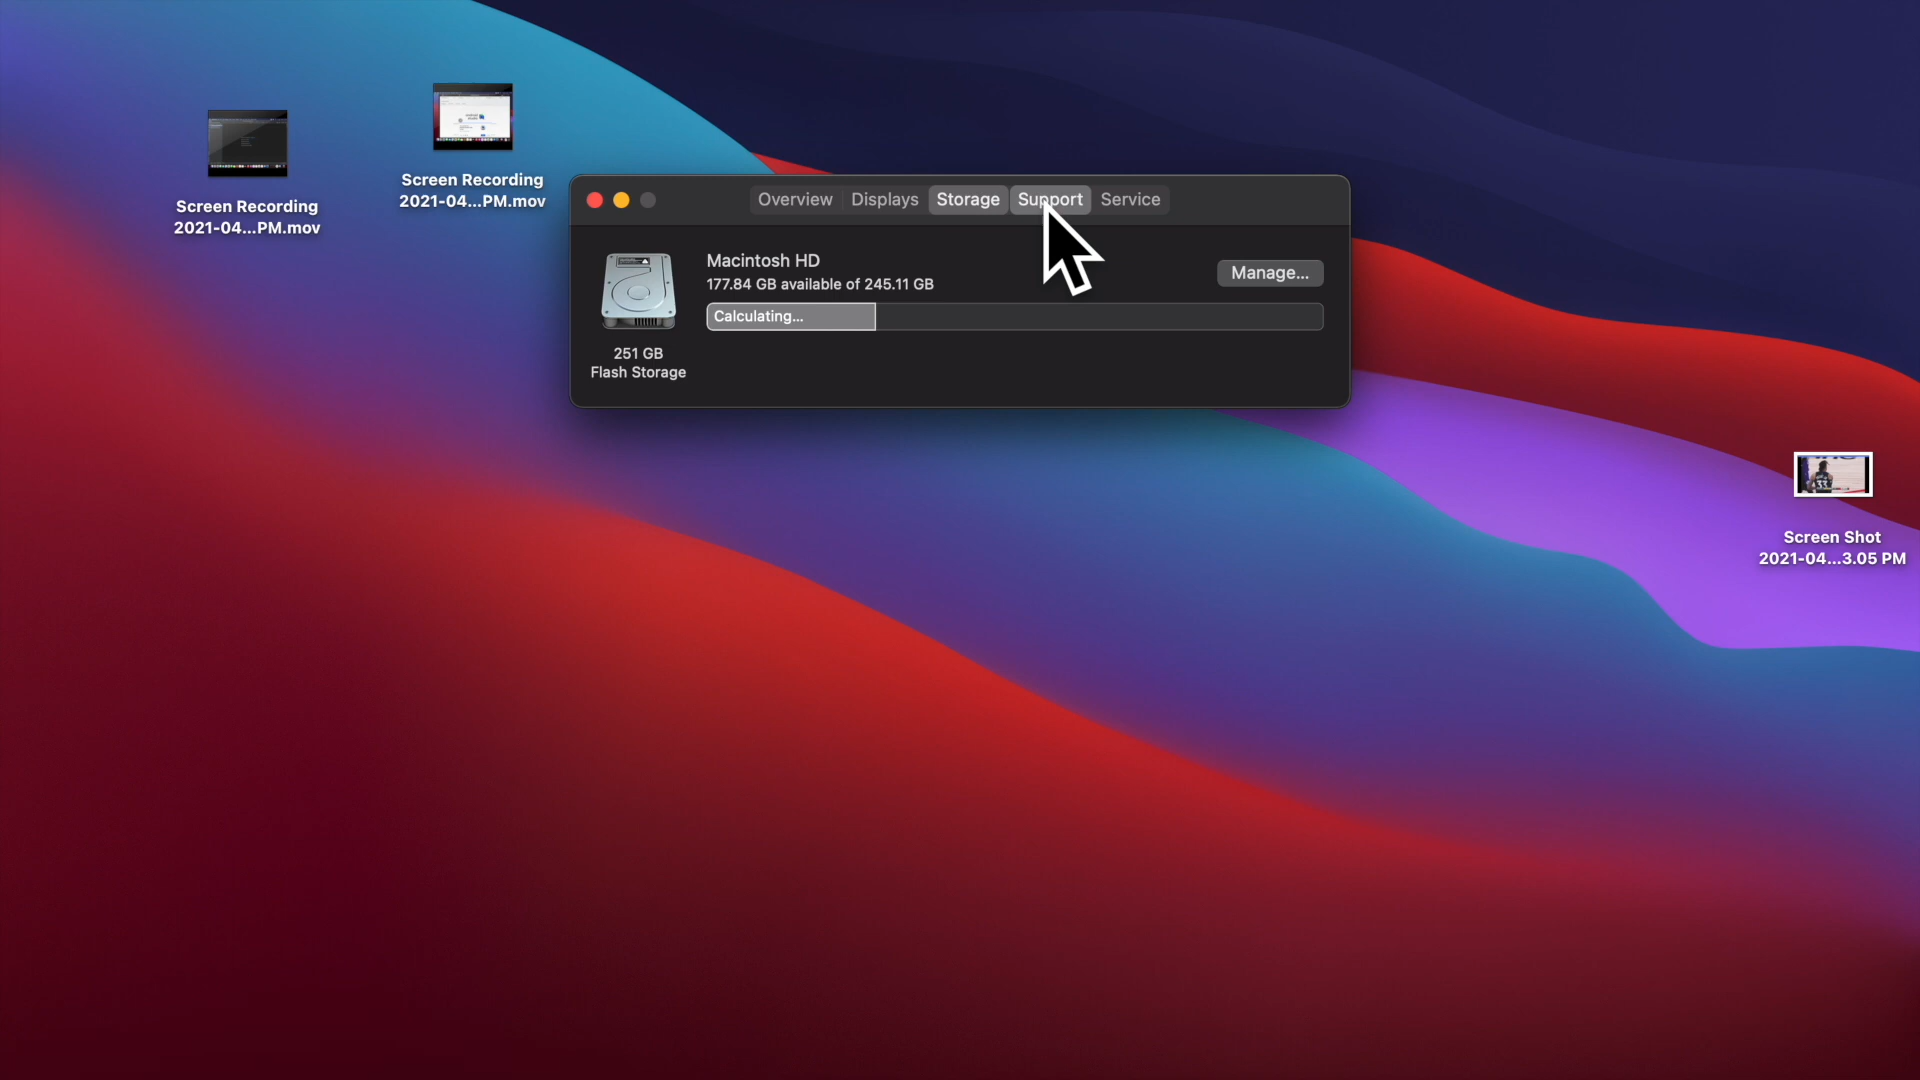 Screen Recording
2021-04...PM.mov
Screen Recording
2021-04...PM.mov
Overview Displays Storage Support Service
Macintosh HD
177.84 GB available of 245.11 GB
Manage...
Calculating...
251 GB
Flash Storage
Screen Shot
2021-04...3.05 PM